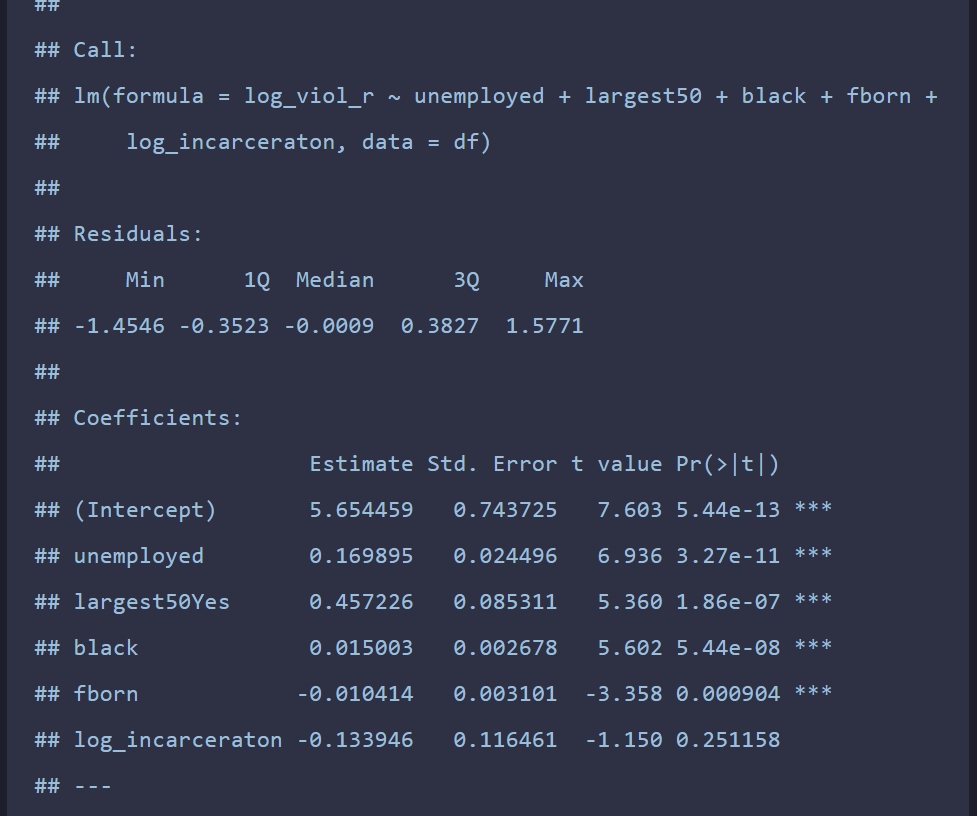 ##
## Call:
## lm(formula = log_viol_r ~ unemployed + largest50 + black + fborn +
##     log_incarceraton, data = df)
##
## Residuals:
##     Min      1Q  Median      3Q     Max
## -1.4546 -0.3523 -0.0009  0.3827  1.5771
##
## Coefficients:
##                   Estimate Std. Error t value Pr(>|t|)
## (Intercept)       5.654459   0.743725   7.603 5.44e-13 ***
## unemployed        0.169895   0.024496   6.936 3.27e-11 ***
## largest50Yes      0.457226   0.085311   5.360 1.86e-07 ***
## black             0.015003   0.002678   5.602 5.44e-08 ***
## fborn            -0.010414   0.003101  -3.358 0.000904 ***
## log_incarceraton -0.133946   0.116461  -1.150 0.251158
## ---